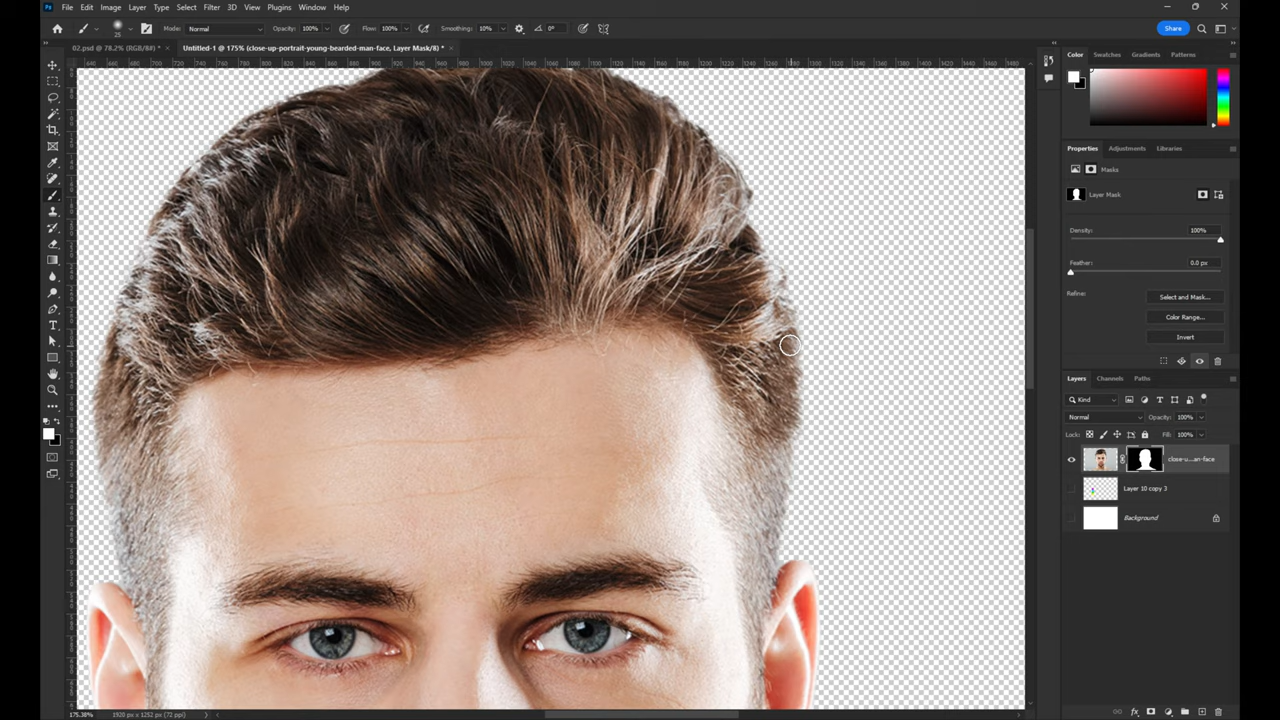 Ps File Edit Image Layer Type Select Filter 3D View Plugins Window Help
25 Mode: Normal Opacity: 100% Flow: 100% Smoothing: 10% 0° Share
02.psd @ 78.2% (RGB/8#) * × Untitled-1 @ 175% (close-up-portrait-young-bearded-man-face, Layer Mask/8) * ×
Color Swatches Gradients Patterns
Properties Adjustments Libraries
Masks
Layer Mask
Density: 100%
Feather: 0.0 px
Refine: Select and Mask...
Color Range...
Invert
Layers Channels Paths
Kind
Normal Opacity: 100%
Lock: Fill: 100%
close-u...an-face
Layer 10 copy 3
Background
175.38% 1920 px x 1252 px (72 ppi)